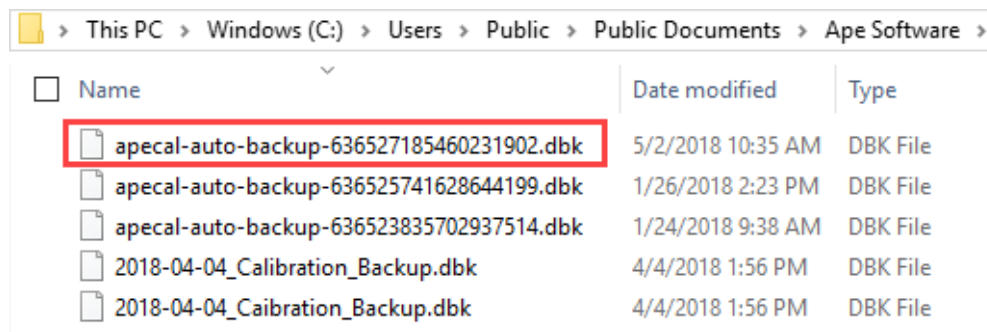 This PC > Windows (C:) > Users > Public > Public Documents > Ape Software >
Name Date modified Type
apecal-auto-backup-636527185460231902.dbk 5/2/2018 10:35 AM DBK File
apecal-auto-backup-636525741628644199.dbk 1/26/2018 2:23 PM DBK File
apecal-auto-backup-636523835702937514.dbk 1/24/2018 9:38 AM DBK File
2018-04-04_Calibration_Backup.dbk 4/4/2018 1:56 PM DBK File
2018-04-04_Caibration_Backup.dbk 4/4/2018 1:56 PM DBK File